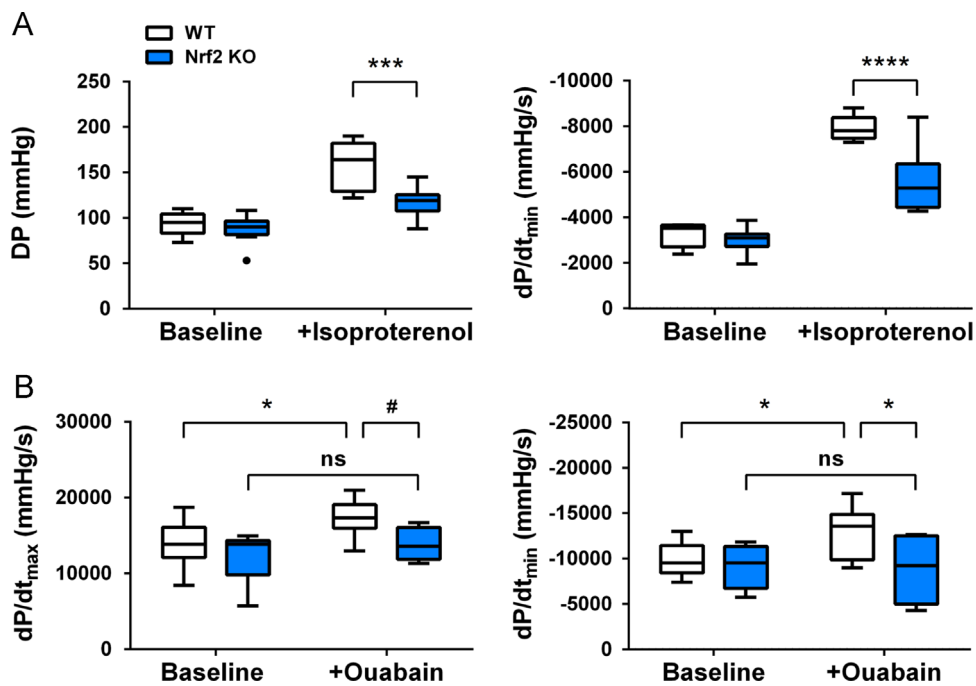 A
WT
Nrf2 KO
DP (mmHg)
250
200
150
100
50
0
***
Baseline
+Isoproterenol
dP/dtmin (mmHg/s)
-10000
-8000
-6000
-4000
-2000
0
****
Baseline
+Isoproterenol
B
dP/dtmax (mmHg/s)
30000
20000
10000
0
*
#
ns
Baseline
+Ouabain
dP/dtmin (mmHg/s)
-25000
-20000
-15000
-10000
-5000
0
*
*
ns
Baseline
+Ouabain